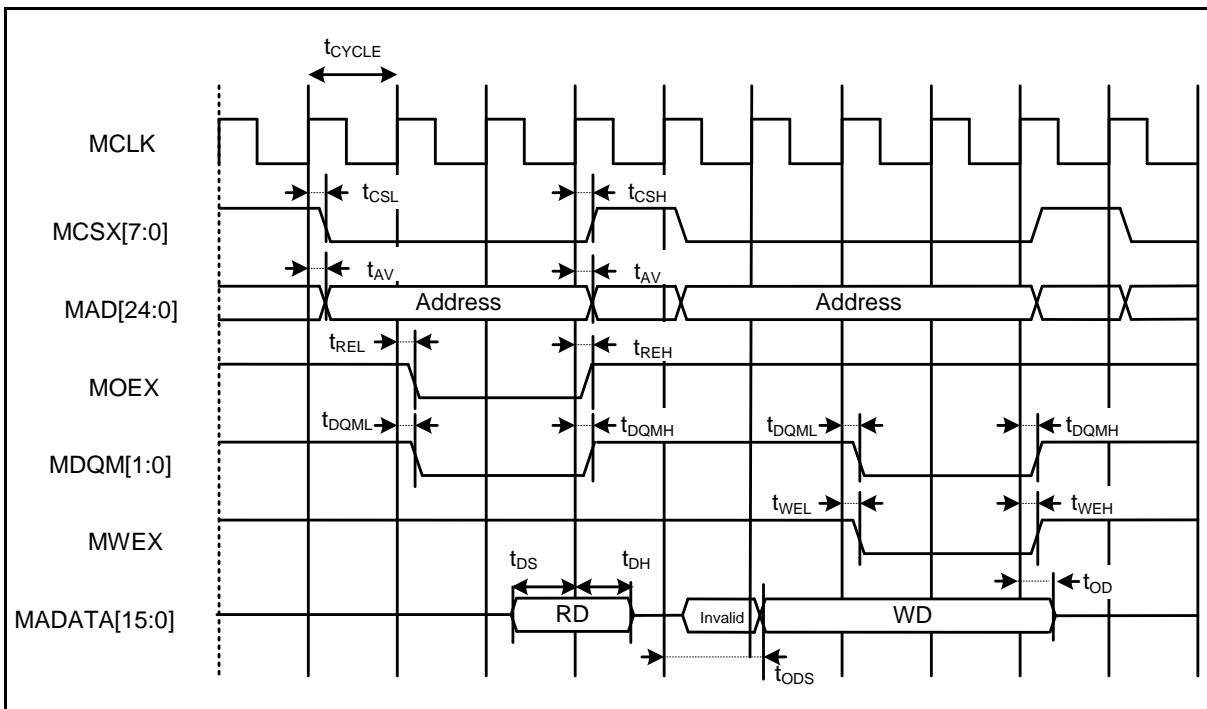 tCYCLE
MCLK
tCSL tCSH
MCSX[7:0]
tAV tAV
MAD[24:0] Address Address
tREL tREH
MOEX
tDQML tDQMH tDQML tDQMH
MDQM[1:0]
tWEL tWEH
MWEX
tDS tDH tOD
MADATA[15:0] RD Invalid WD
tODS